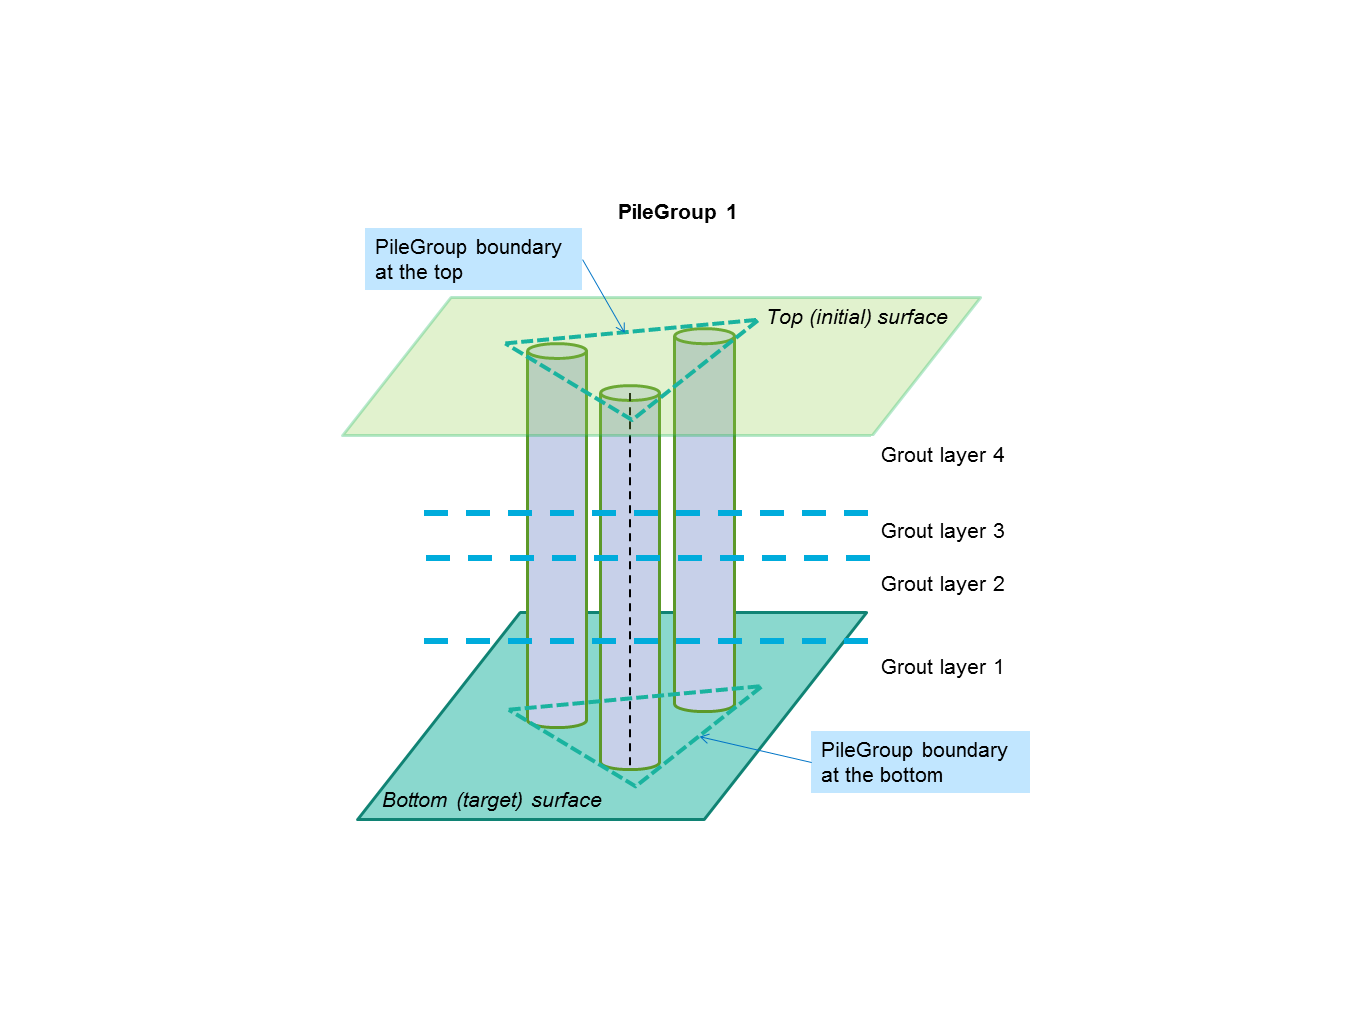 PileGroup 1
PileGroup boundary
at the top
Top (initial) surface
Grout layer 4
Grout layer 3
Grout layer 2
Grout layer 1
PileGroup boundary
at the bottom
Bottom (target) surface